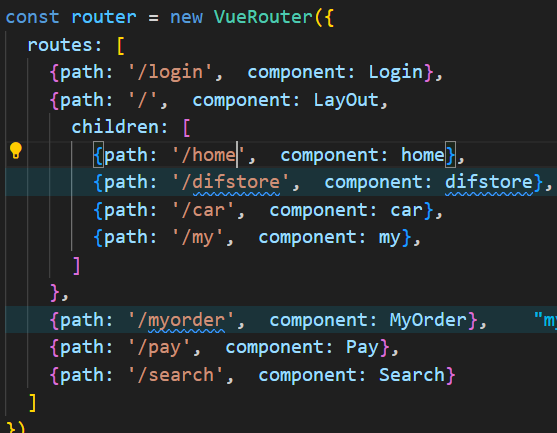 const router = new VueRouter({
routes: [
{path: '/login', component: Login},
{path: '/', component: LayOut,
children: [
{path: '/home', component: home},
{path: '/difstore', component: difstore},
{path: '/car', component: car},
{path: '/my', component: my},
]
},
{path: '/myorder', component: MyOrder}, "my
{path: '/pay', component: Pay},
{path: '/search', component: Search}
]
})